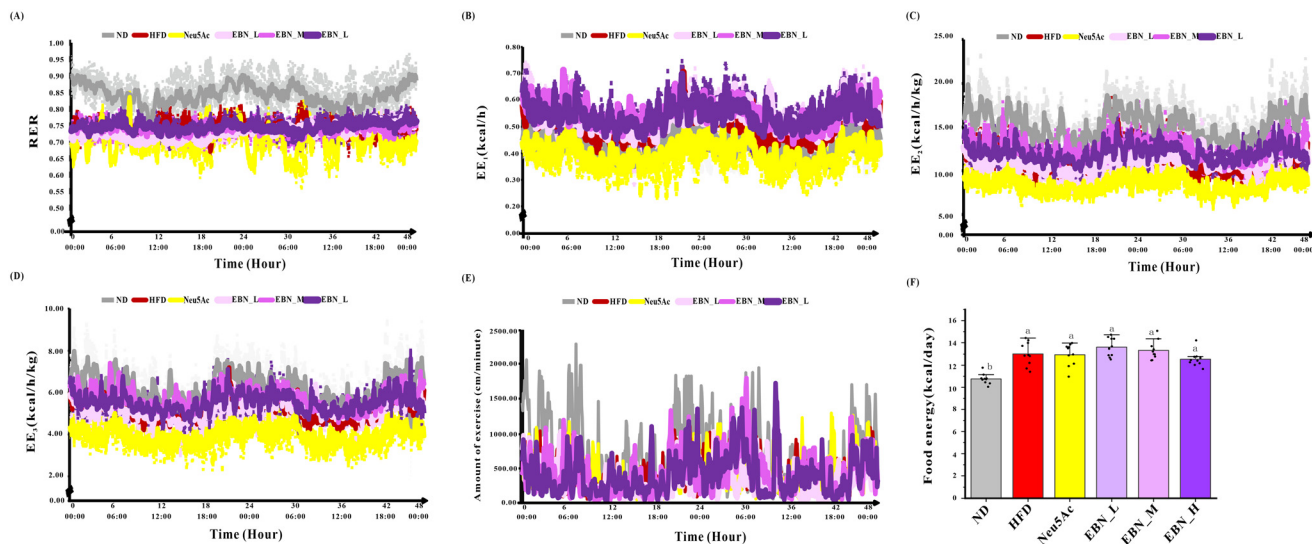 (A)
ND HFD Neu5Ac EBN_L EBN_M EBN_L
RER
1.00
0.95
0.90
0.85
0.80
0.75
0.70
0.65
0.60
0.55
0.50
0.00
0 6 12 18 24 30 36 42 48
00:00 06:00 12:00 18:00 00:00 06:00 12:00 18:00 00:00
Time (Hour)
(B)
ND HFD Neu5Ac EBN_L EBN_M EBN_L
EE1(kcal/h)
0.80
0.70
0.60
0.50
0.40
0.30
0.20
0.00
0 6 12 18 24 30 36 42 48
00:00 06:00 12:00 18:00 00:00 06:00 12:00 18:00 00:00
Time (Hour)
(C)
ND HFD Neu5Ac EBN_L EBN_M EBN_L
EE2(kcal/h/kg)
25.00
20.00
15.00
10.00
5.00
0.00
0 6 12 18 24 30 36 42 48
00:00 06:00 12:00 18:00 00:00 06:00 12:00 18:00 00:00
Time (Hour)
(D)
ND HFD Neu5Ac EBN_L EBN_M EBN_L
EE3(kcal/h/kg)
10.00
8.00
6.00
4.00
2.00
0.00
0 6 12 18 24 30 36 42 48
00:00 06:00 12:00 18:00 00:00 06:00 12:00 18:00 00:00
Time (Hour)
(E)
ND HFD Neu5Ac EBN_L EBN_M EBN_L
Amount of exercise (cm/minute)
2500.00
2000.00
1500.00
1000.00
500.00
0.00
0 6 12 18 24 30 36 42 48
00:00 06:00 12:00 18:00 00:00 06:00 12:00 18:00 00:00
Time (Hour)
(F)
Food energy(kcal/day)
16
14
12
10
8
6
4
2
0
b a a a a a
ND HFD Neu5Ac EBN_L EBN_M EBN_H